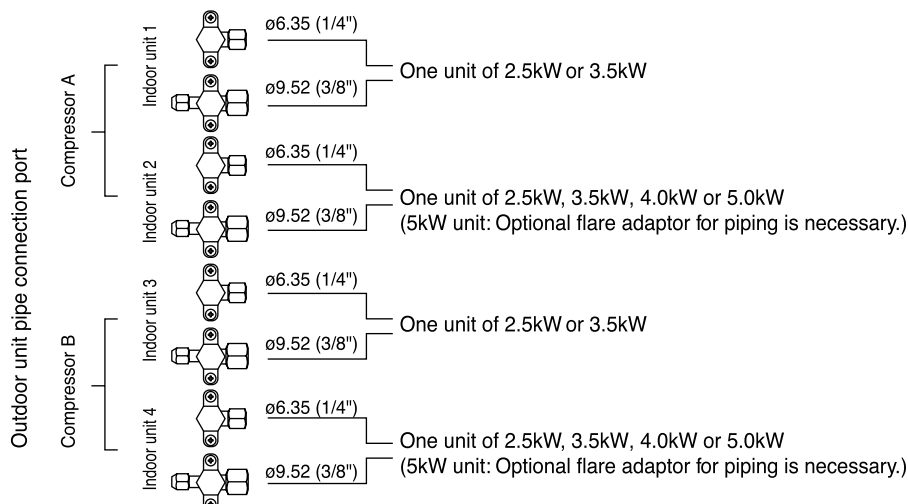 Outdoor unit pipe connection port
Compressor A
Indoor unit 1
ø6.35 (1/4")
ø9.52 (3/8")
One unit of 2.5kW or 3.5kW
Indoor unit 2
ø6.35 (1/4")
ø9.52 (3/8")
One unit of 2.5kW, 3.5kW, 4.0kW or 5.0kW
(5kW unit: Optional flare adaptor for piping is necessary.)
Compressor B
Indoor unit 3
ø6.35 (1/4")
ø9.52 (3/8")
One unit of 2.5kW or 3.5kW
Indoor unit 4
ø6.35 (1/4")
ø9.52 (3/8")
One unit of 2.5kW, 3.5kW, 4.0kW or 5.0kW
(5kW unit: Optional flare adaptor for piping is necessary.)